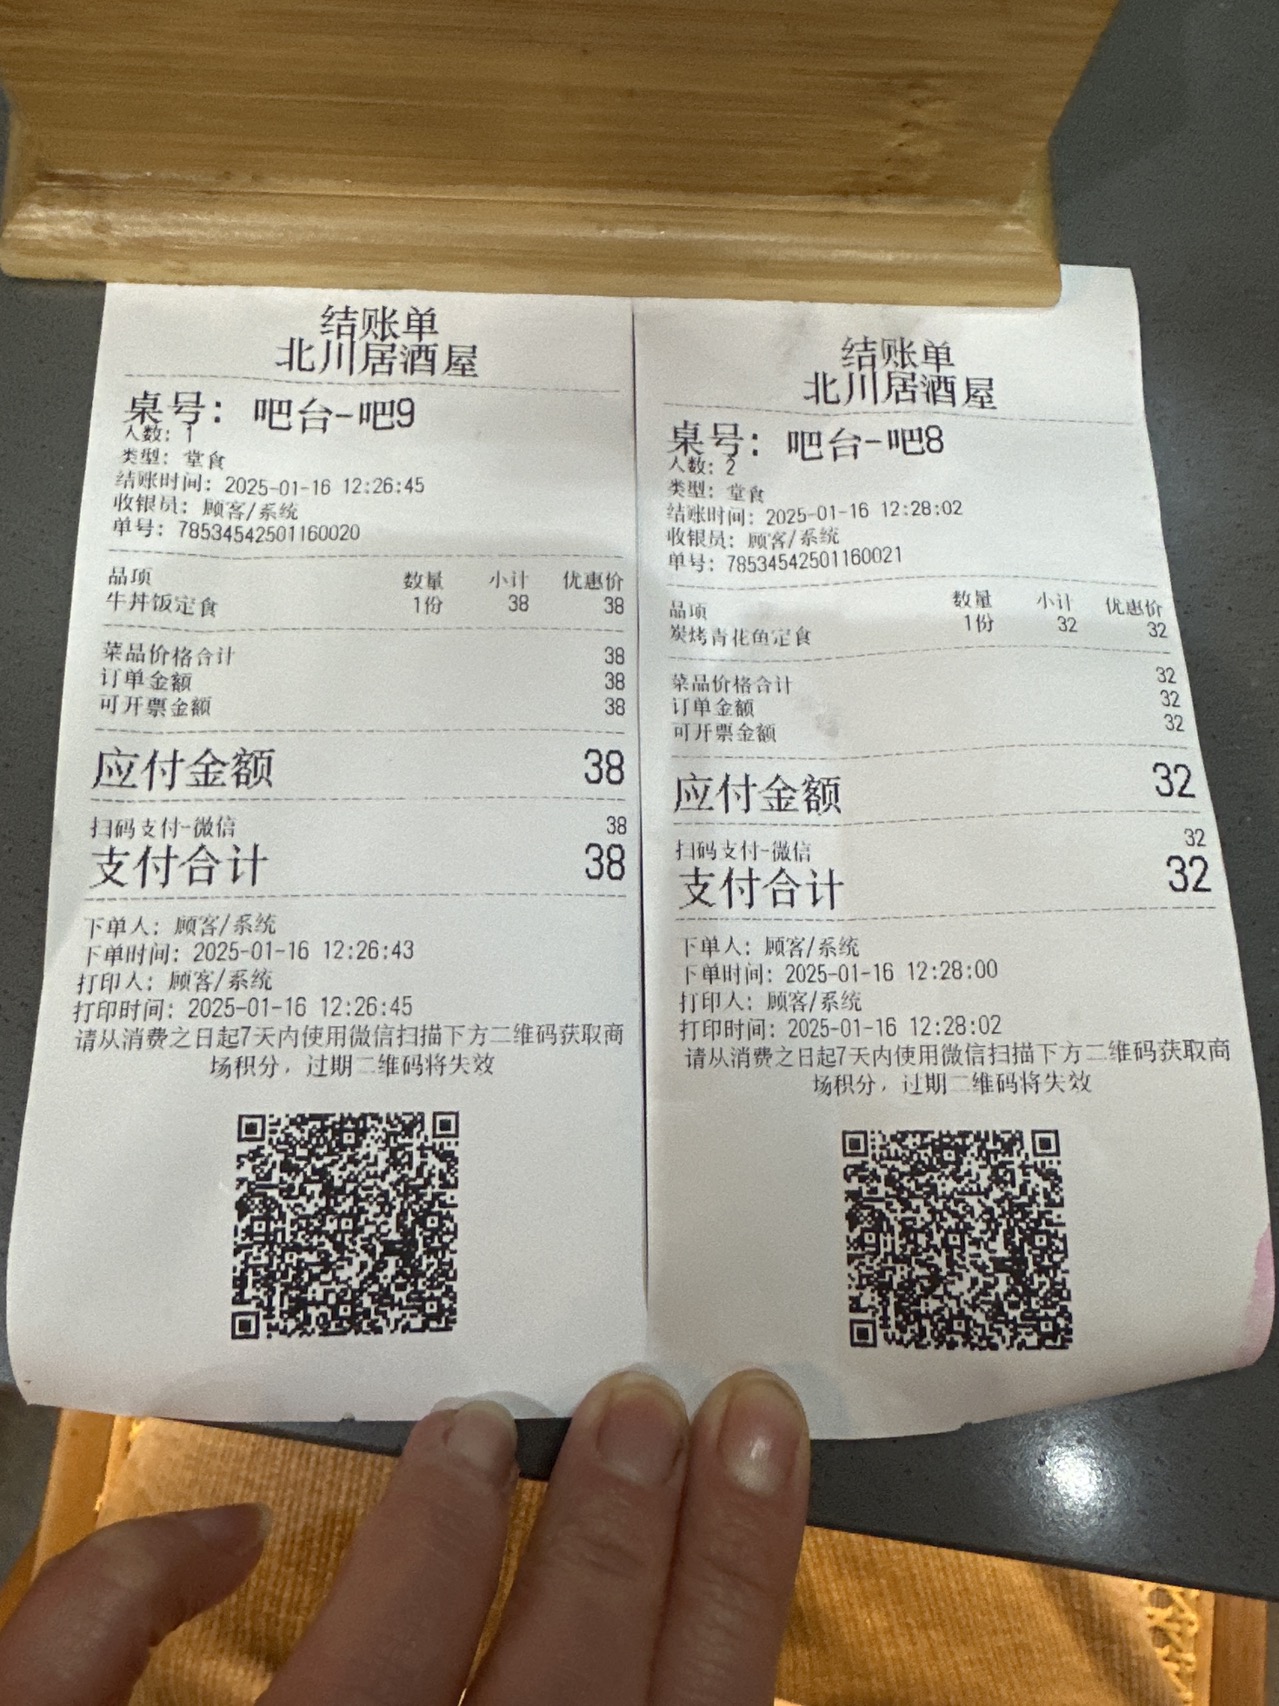 结账单
北川居酒屋
桌号：吧台-吧9
人数：1
类型：堂食
结账时间：2025-01-16 12:26:45
收银员：顾客/系统
单号：78534542501160020
品项 数量 小计 优惠价
牛丼饭定食 1份 38 38
菜品价格合计 38
订单金额 38
可开票金额 38
应付金额 38
扫码支付-微信 38
支付合计 38
下单人：顾客/系统
下单时间：2025-01-16 12:26:43
打印人：顾客/系统
打印时间：2025-01-16 12:26:45
请从消费之日起7天内使用微信扫描下方二维码获取商
场积分，过期二维码将失效
结账单
北川居酒屋
桌号：吧台-吧8
人数：2
类型：堂食
结账时间：2025-01-16 12:28:02
收银员：顾客/系统
单号：78534542501160021
品项 数量 小计 优惠价
炭烤青花鱼定食 1份 32 32
菜品价格合计 32
订单金额 32
可开票金额 32
应付金额 32
扫码支付-微信 32
支付合计 32
下单人：顾客/系统
下单时间：2025-01-16 12:28:00
打印人：顾客/系统
打印时间：2025-01-16 12:28:02
请从消费之日起7天内使用微信扫描下方二维码获取商
场积分，过期二维码将失效